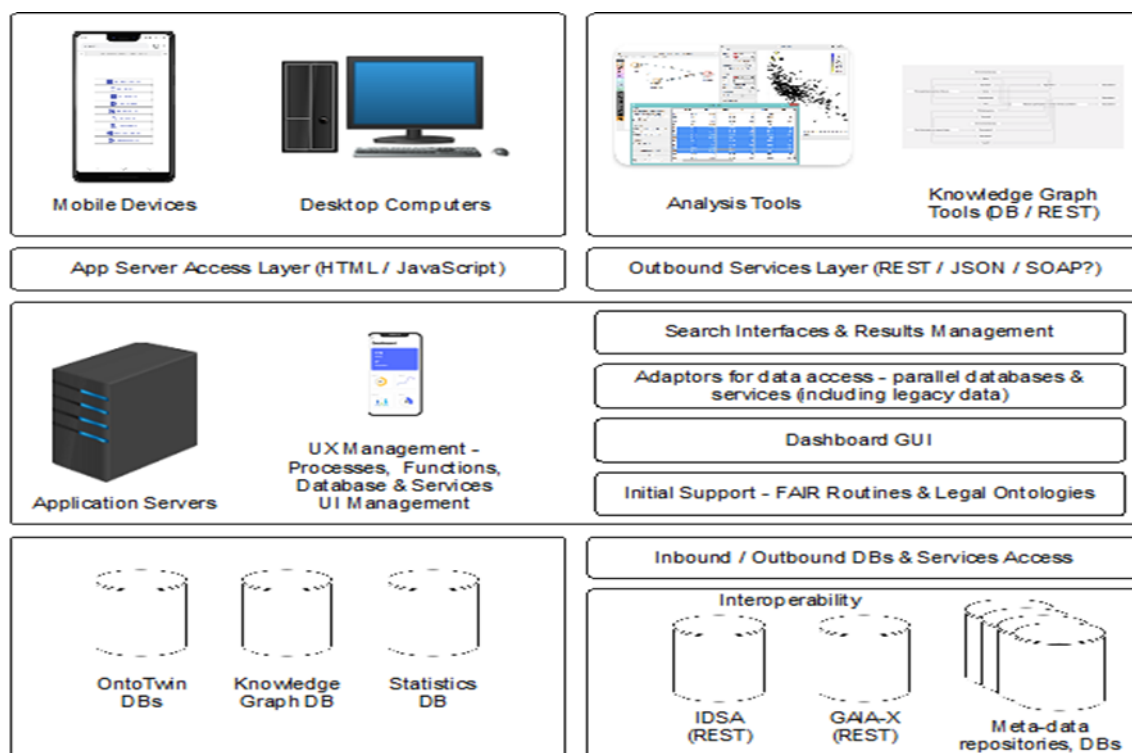 Mobile Devices
Desktop Computers
Analysis Tools
Knowledge Graph
Tools (DB / REST)
App Server Access Layer (HTML / JavaScript)
Outbound Services Layer (REST / JSON / SOAP?)
Application Servers
UX Management -
Processes, Functions,
Database & Services
UI Management
Search Interfaces & Results Management
Adaptors for data access - parallel databases &
services (including legacy data)
Dashboard GUI
Initial Support - FAIR Routines & Legal Ontologies
OntoTwin
DBs
Knowledge
Graph DB
Statistics
DB
Inbound / Outbound DBs & Services Access
Interoperability
IDSA
(REST)
GAIA-X
(REST)
Meta-data
repositories, DBs